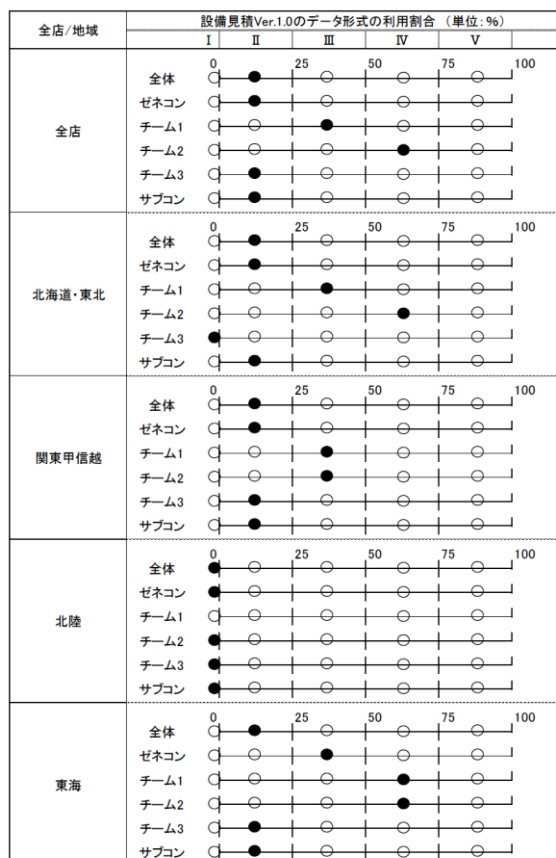 全店/地域
設備見積Ver.1.0のデータ形式の利用割合 (単位:%)
Ⅰ Ⅱ Ⅲ Ⅳ Ⅴ
全店
0 25 50 75 100
全体
ゼネコン
チーム1
チーム2
チーム3
サブコン
北海道・東北
0 25 50 75 100
全体
ゼネコン
チーム1
チーム2
チーム3
サブコン
関東甲信越
0 25 50 75 100
全体
ゼネコン
チーム1
チーム2
チーム3
サブコン
北陸
0 25 50 75 100
全体
ゼネコン
チーム1
チーム2
チーム3
サブコン
東海
0 25 50 75 100
全体
ゼネコン
チーム1
チーム2
チーム3
サブコン